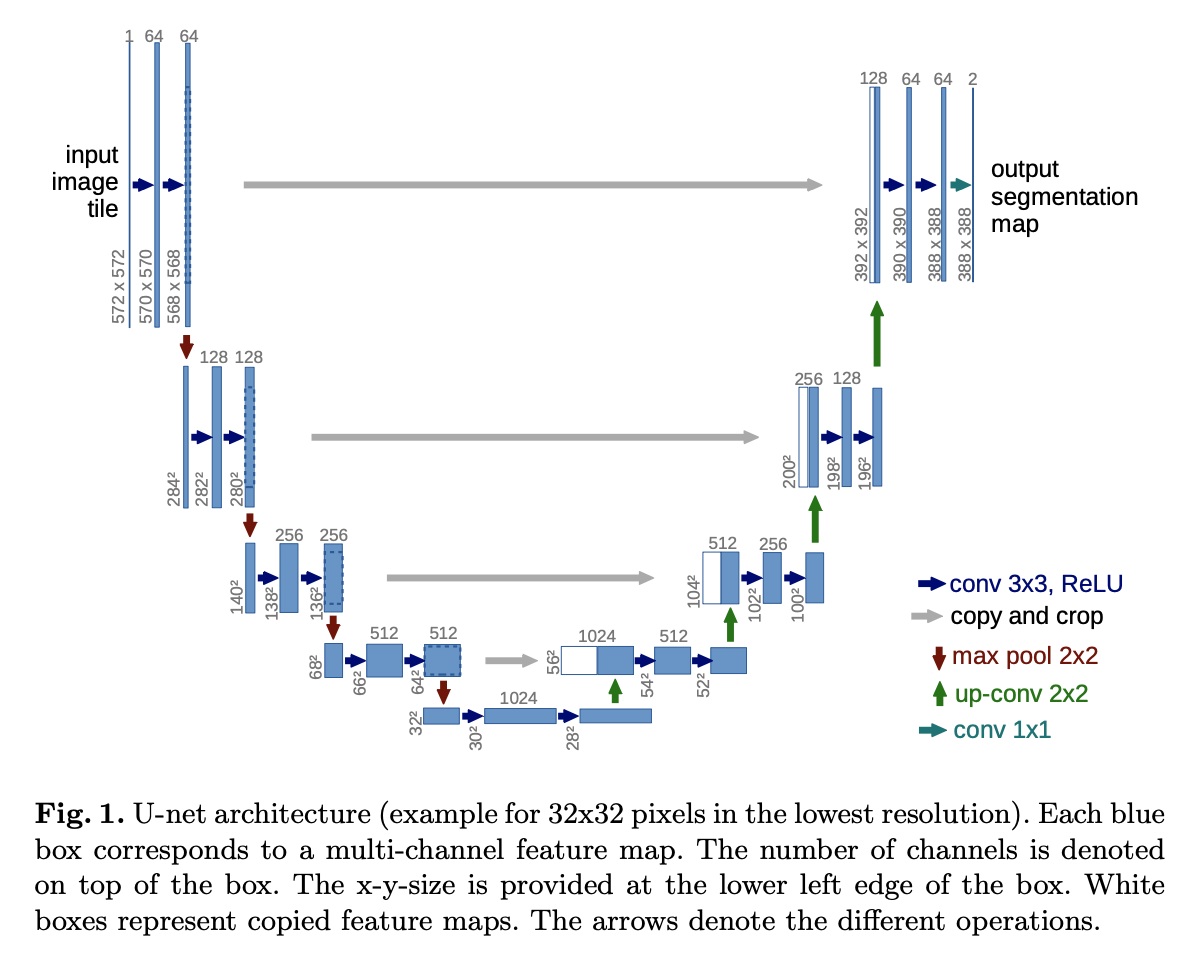 1 64 64
input
image
tile
572 x 572
570 x 570
568 x 568
128 64 64 2
output
segmentation
map
392 x 392
390 x 390
388 x 388
388 x 388
128 128
284²
282²
280²
256 128
200²
198²
196²
256 256
140²
138²
136²
512 256
104²
102²
100²
512 512
68²
66²
64²
1024 512
56²
54²
52²
1024
32²
30²
28²
conv 3x3, ReLU
copy and crop
max pool 2x2
up-conv 2x2
conv 1x1
Fig. 1. U-net architecture (example for 32x32 pixels in the lowest resolution). Each blue
box corresponds to a multi-channel feature map. The number of channels is denoted
on top of the box. The x-y-size is provided at the lower left edge of the box. White
boxes represent copied feature maps. The arrows denote the different operations.